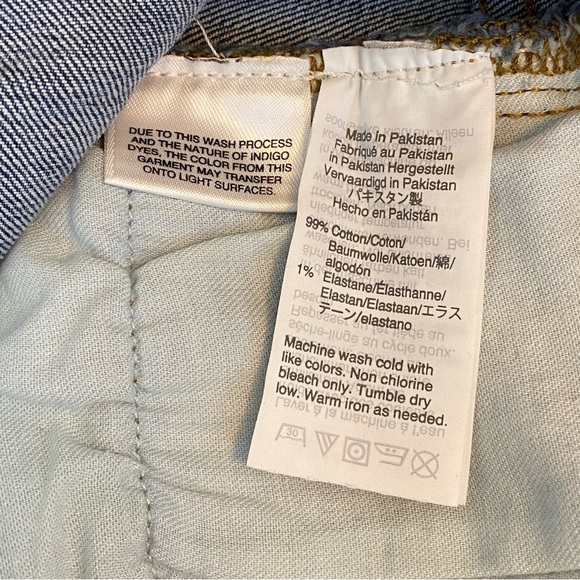 DUE TO THIS WASH PROCESS
AND THE NATURE OF INDIGO
DYES, THE COLOR FROM THIS
GARMENT MAY TRANSFER
ONTO LIGHT SURFACES.
Made in Pakistan
Fabriqué au Pakistan
in Pakistan Hergestellt
Vervaardigd in Pakistan
パキスタン製
Hecho en Pakistán
99% Cotton/Coton/
Baumwolle/Katoen/綿/
algodón
1% Elastane/Élasthanne/
Elastan/Elastaan/エラス
テーン/elastano
Machine wash cold with
like colors. Non chlorine
bleach only. Tumble dry
low. Warm iron as needed.
30